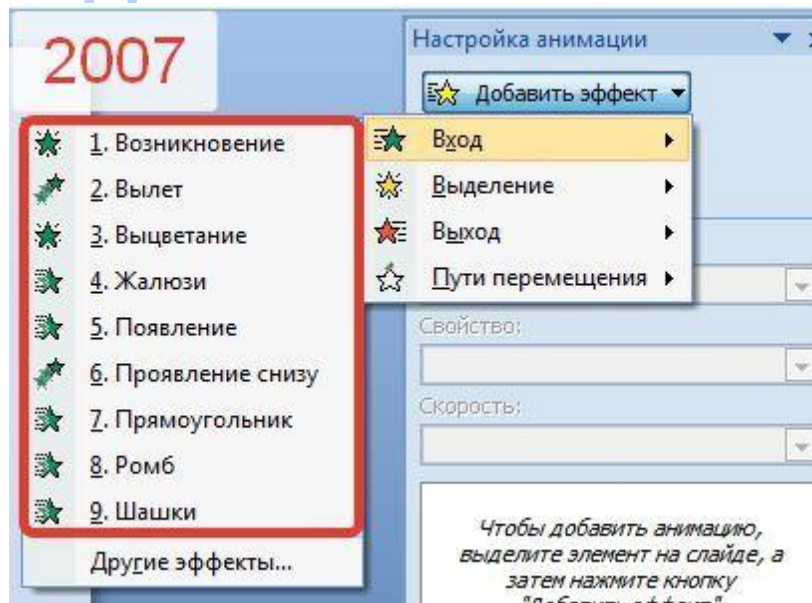 2007
Настройка анимации
Добавить эффект
1. Возникновение
2. Вылет
3. Выцветание
4. Жалюзи
5. Появление
6. Проявление снизу
7. Прямоугольник
8. Ромб
9. Шашки
Другие эффекты...
Вход
Выделение
Выход
Пути перемещения
Свойство:
Скорость:
Чтобы добавить анимацию,
выделите элемент на слайде, а
затем нажмите кнопку
"Добавить эффект"